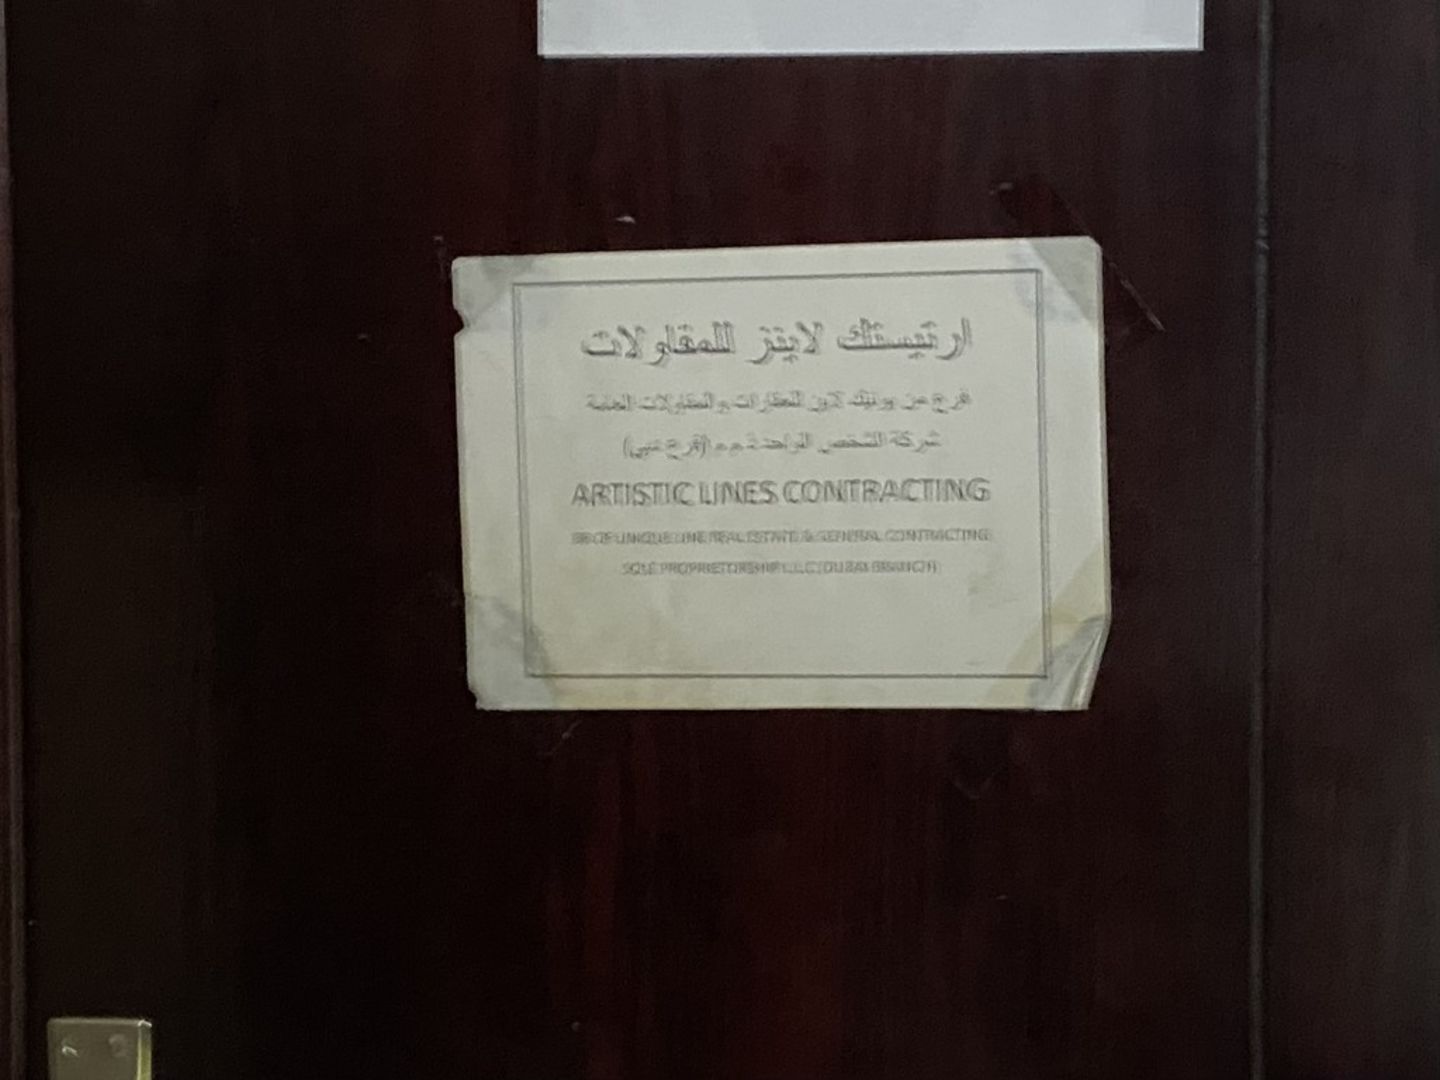 ارتيستك لاينز للمقاولات
فرع من يونيك لاين للعقارات و المقاولات العامة
شركة الشخص الواحد ذ م م (فرع دبي)
ARTISTIC LINES CONTRACTING
BR OF UNIQUE LINE REAL ESTATE & GENERAL CONTRACTING
SOLE PROPRIETORSHIP L.L.C (DUBAI BRANCH)